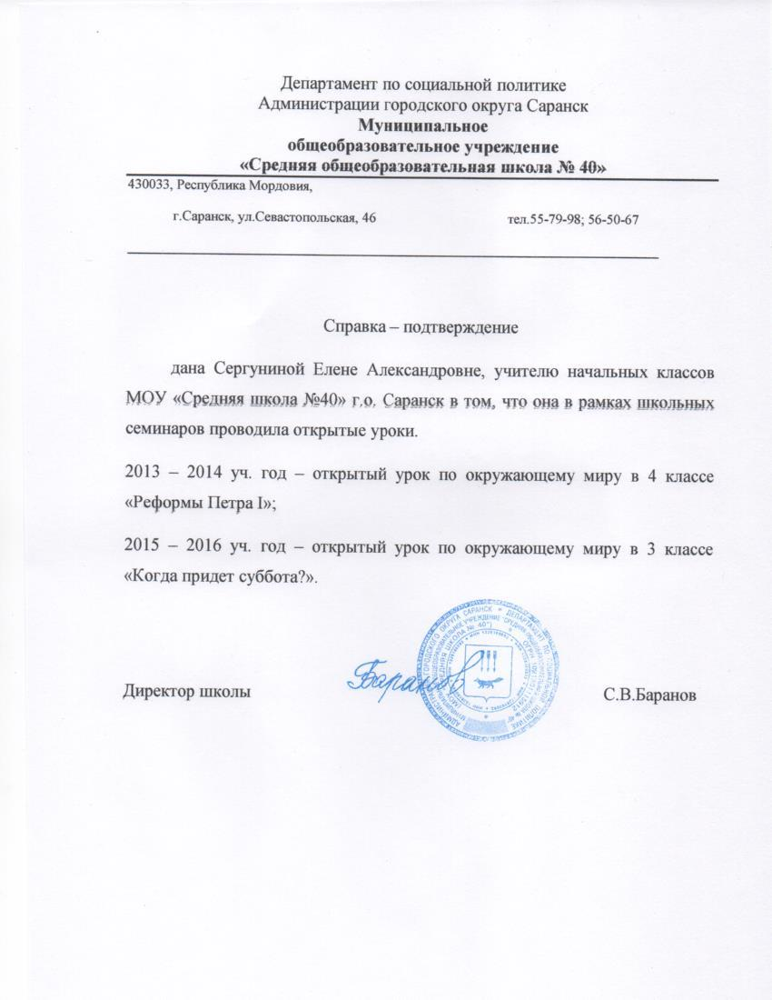 Департамент по социальной политике
Администрации городского округа Саранск
Муниципальное
общеобразовательное учреждение
«Средняя общеобразовательная школа № 40»
430033, Республика Мордовия,
г.Саранск, ул.Севастопольская, 46 тел.55-79-98; 56-50-67
Справка – подтверждение
дана Сергуниной Елене Александровне, учителю начальных классов
МОУ «Средняя школа №40» г.о. Саранск в том, что она в рамках школьных
семинаров проводила открытые уроки.
2013 – 2014 уч. год – открытый урок по окружающему миру в 4 классе
«Реформы Петра I»;
2015 – 2016 уч. год – открытый урок по окружающему миру в 3 классе
«Когда придет суббота?».
Баранов
Директор школы С.В.Баранов